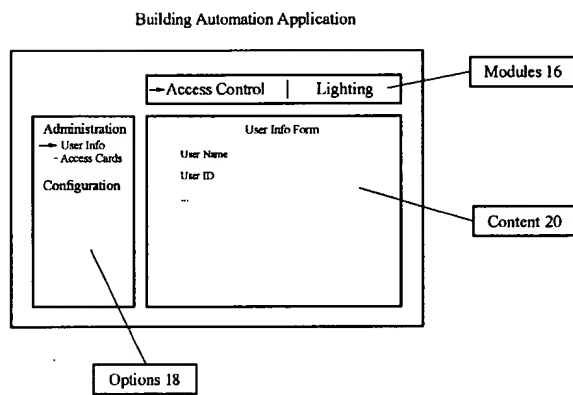 Building Automation Application
→Access Control | Lighting
Modules 16
Administration
→ User Info
- Access Cards
Configuration
User Info Form
User Name
User ID
...
Content 20
Options 18